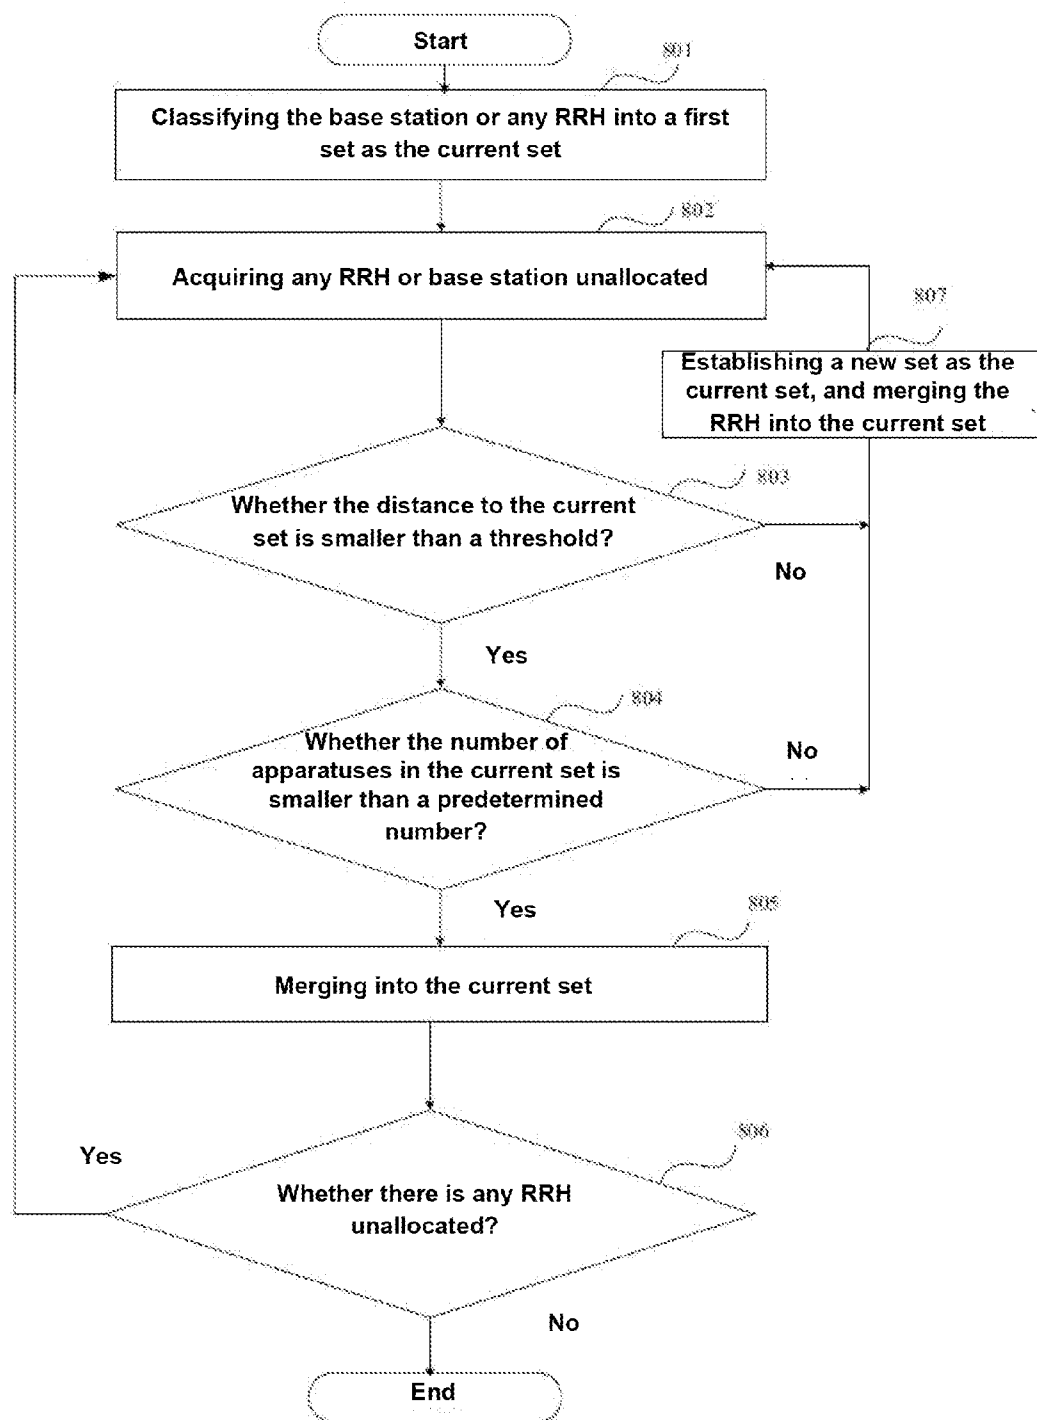 Start
801
Classifying the base station or any RRH into a first
set as the current set
802
Acquiring any RRH or base station unallocated
807
Establishing a new set as the
current set, and merging the
RRH into the current set
803
Whether the distance to the current
set is smaller than a threshold?
No
Yes
804
Whether the number of
apparatuses in the current set is
smaller than a predetermined
number?
No
Yes
805
Merging into the current set
806
Yes
Whether there is any RRH
unallocated?
No
End